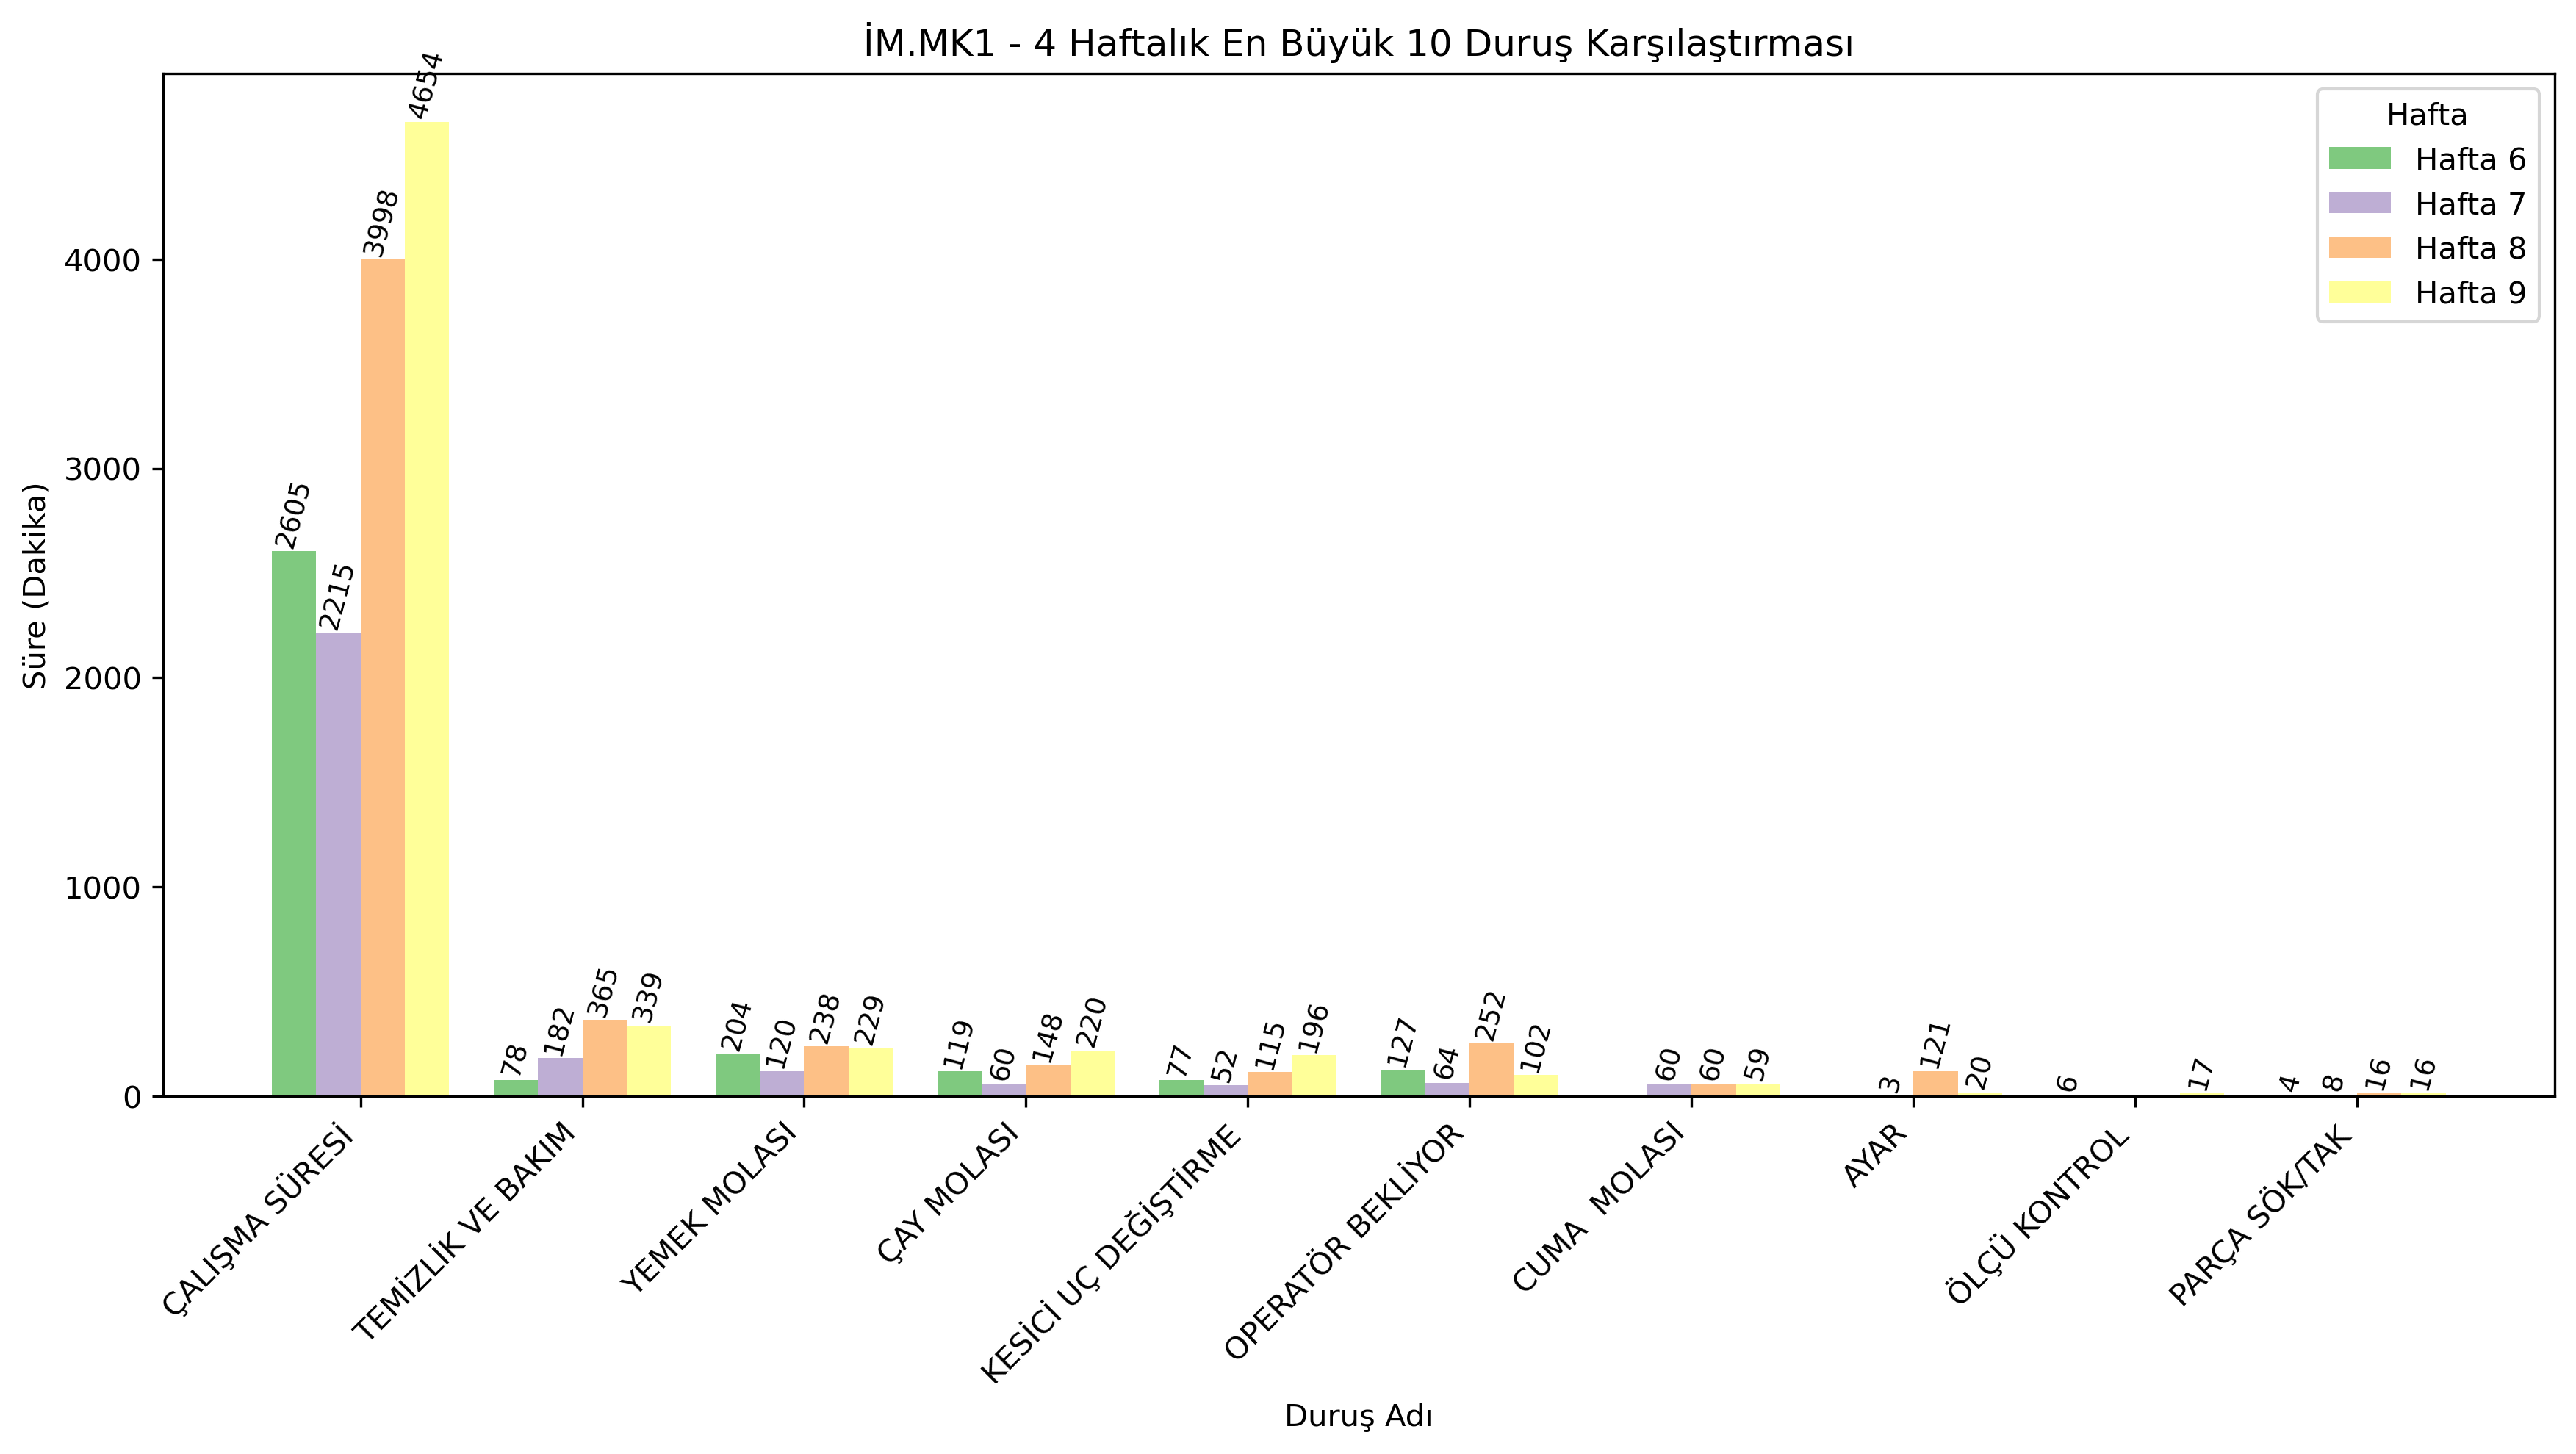 İM.MK1 - 4 Haftalık En Büyük 10 Duruş Karşılaştırması
Hafta
Hafta 6
Hafta 7
Hafta 8
Hafta 9
Süre (Dakika)
4000
3000
2000
1000
0
2605
2215
3998
4654
78
182
365
339
204
120
238
229
119
60
148
220
77
52
115
196
127
64
252
102
60
60
59
3
121
20
6
17
4
8
16
16
ÇALIŞMA SÜRESİ
TEMİZLİK VE BAKIM
YEMEK MOLASI
ÇAY MOLASI
KESİCİ UÇ DEĞİŞTİRME
OPERATÖR BEKLİYOR
CUMA  MOLASI
AYAR
ÖLÇÜ KONTROL
PARÇA SÖK/TAK
Duruş Adı